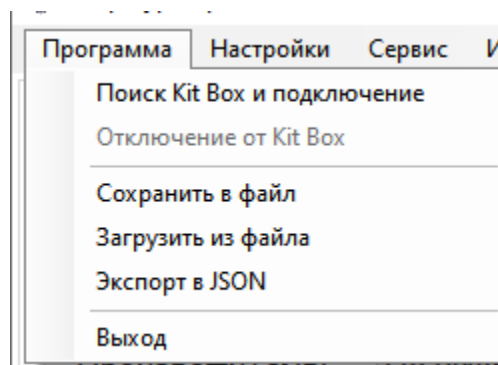 Программа Настройки Сервис
Поиск Kit Box и подключение
Отключение от Kit Box
Сохранить в файл
Загрузить из файла
Экспорт в JSON
Выход